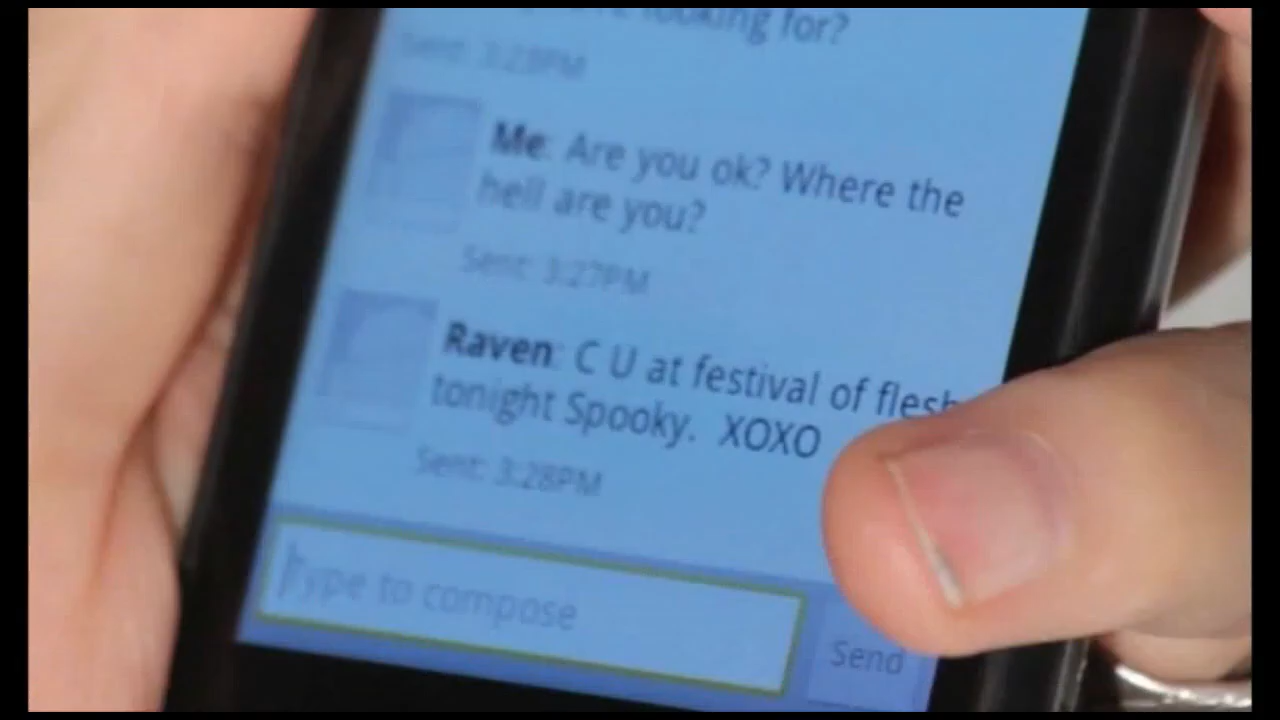 looking for?
Sent: 3:23PM
Me: Are you ok? Where the
hell are you?
Sent: 3:27PM
Raven: C U at festival of flesh
tonight Spooky. XOXO
Sent: 3:28PM
Type to compose
Send